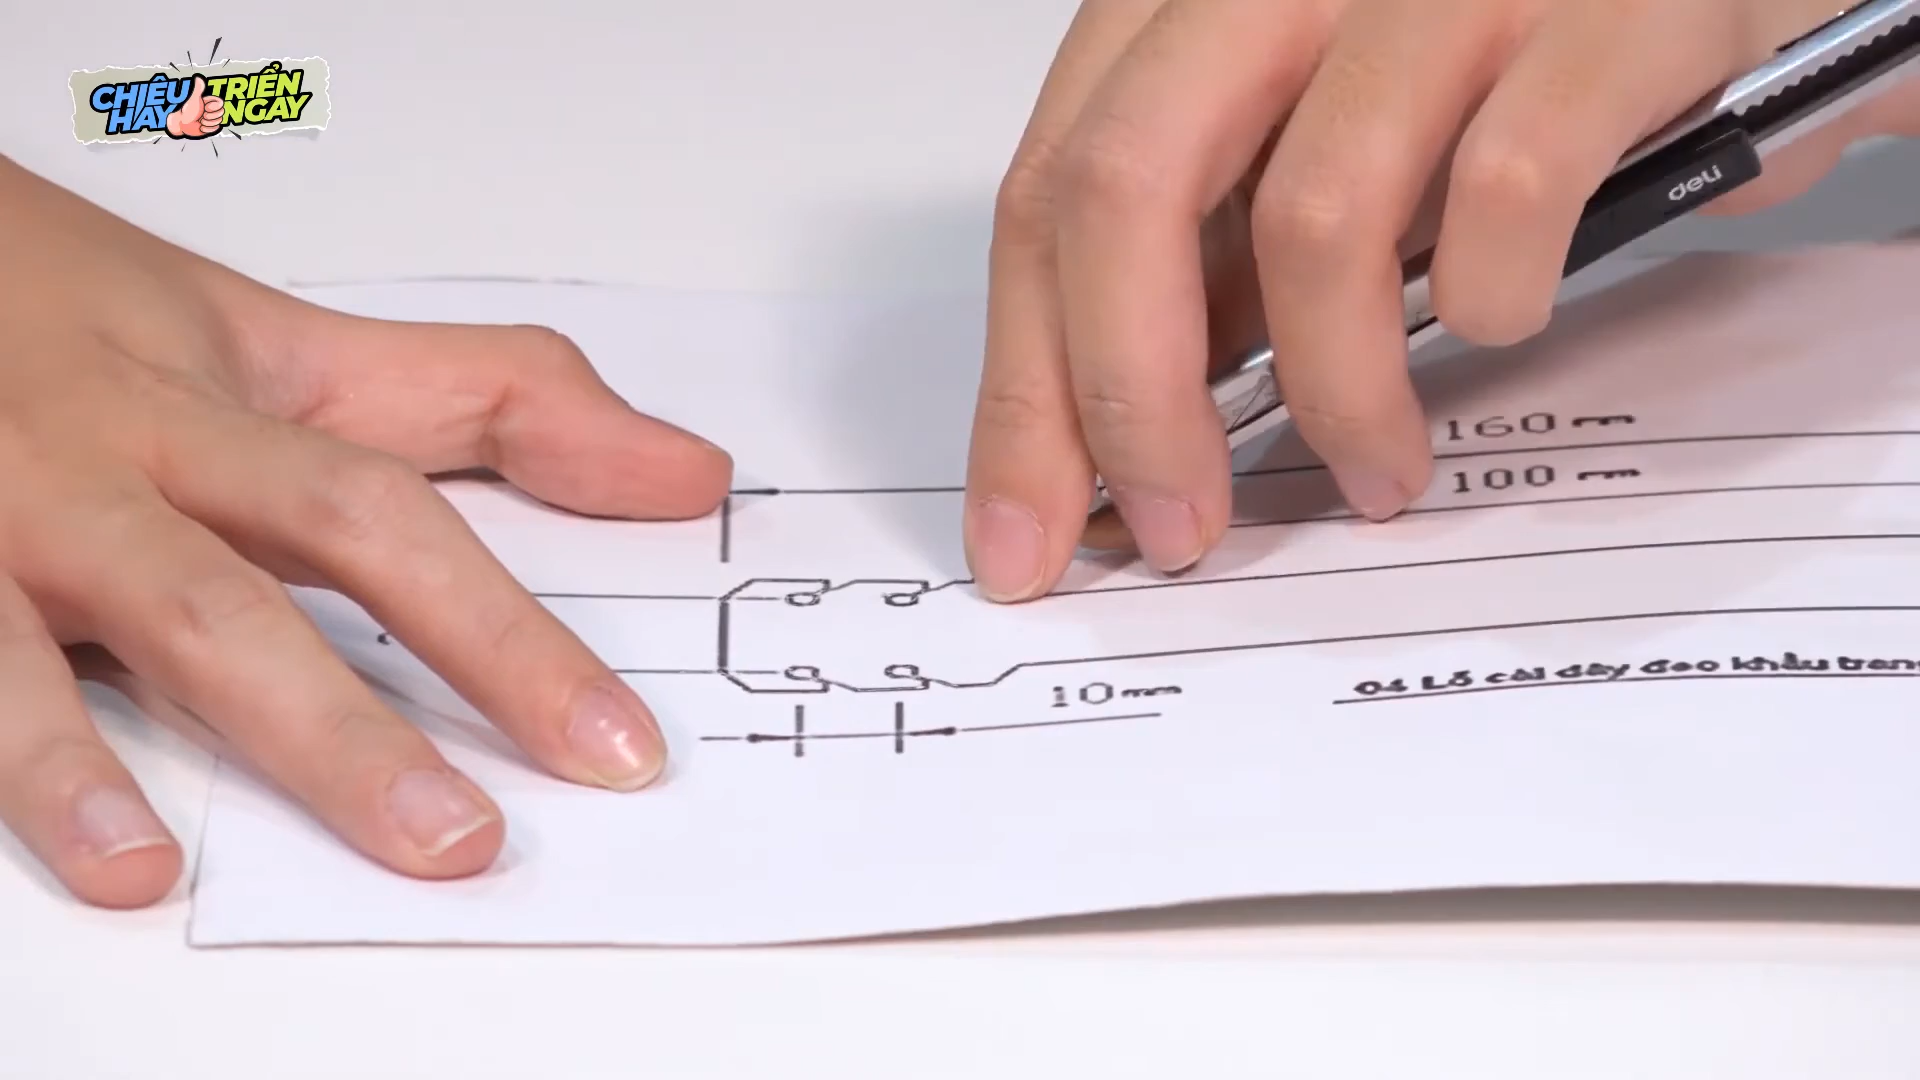 CHIÊU TRIỂN
HAY NGAY
deli
160 mm
100 mm
10 mm
04 Lỗ cài dây đeo khẩu trang